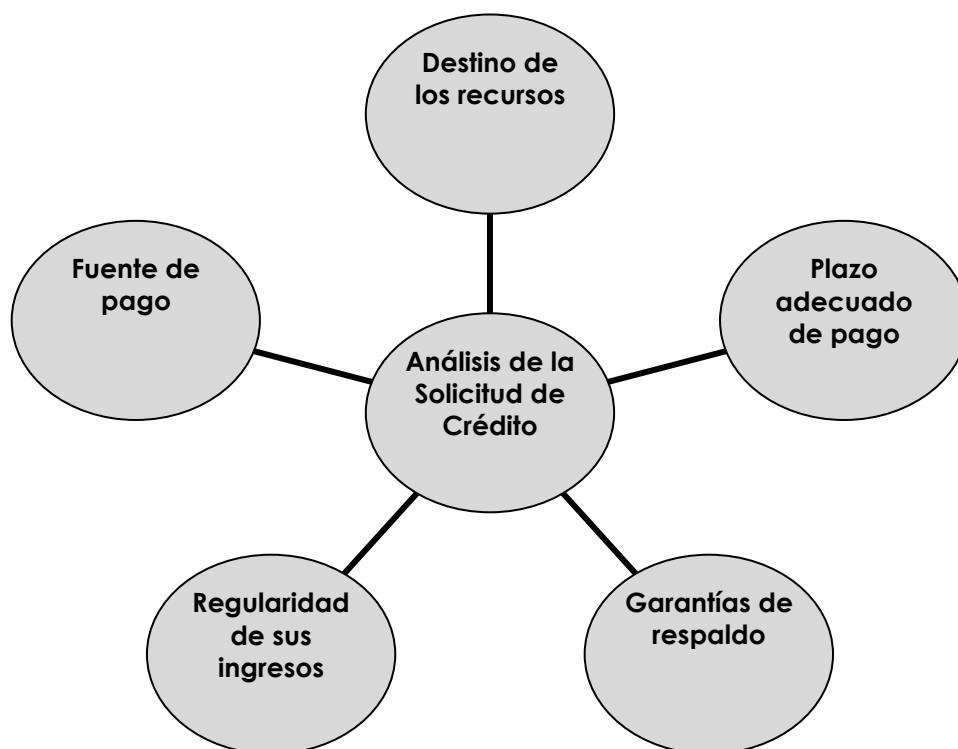 Destino de
los recursos
Fuente de
pago
Plazo
adecuado
de pago
Análisis de la
Solicitud de
Crédito
Regularidad
de sus
ingresos
Garantías de
respaldo